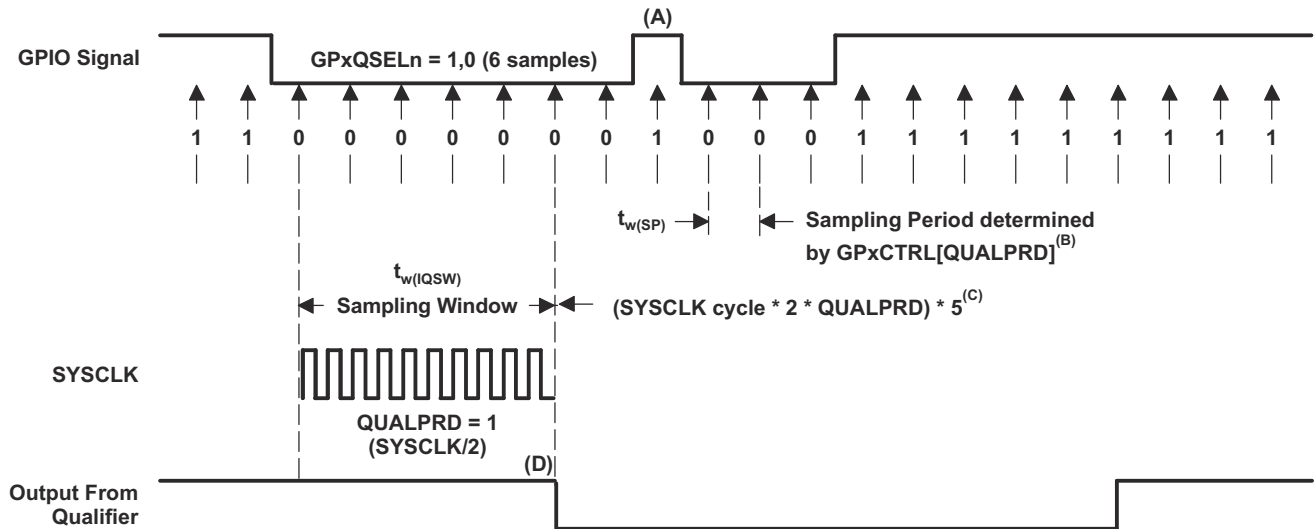 (A)
GPIO Signal
GPxQSELn = 1,0 (6 samples)
1 1 0 0 0 0 0 0 0 1 0 0 0 1 1 1 1 1 1 1 1 1
tw(SP)
Sampling Period determined
by GPxCTRL[QUALPRD](B)
tw(IQSW)
Sampling Window
(SYSCLK cycle * 2 * QUALPRD) * 5(C)
SYSCLK
QUALPRD = 1
(SYSCLK/2)
(D)
Output From
Qualifier